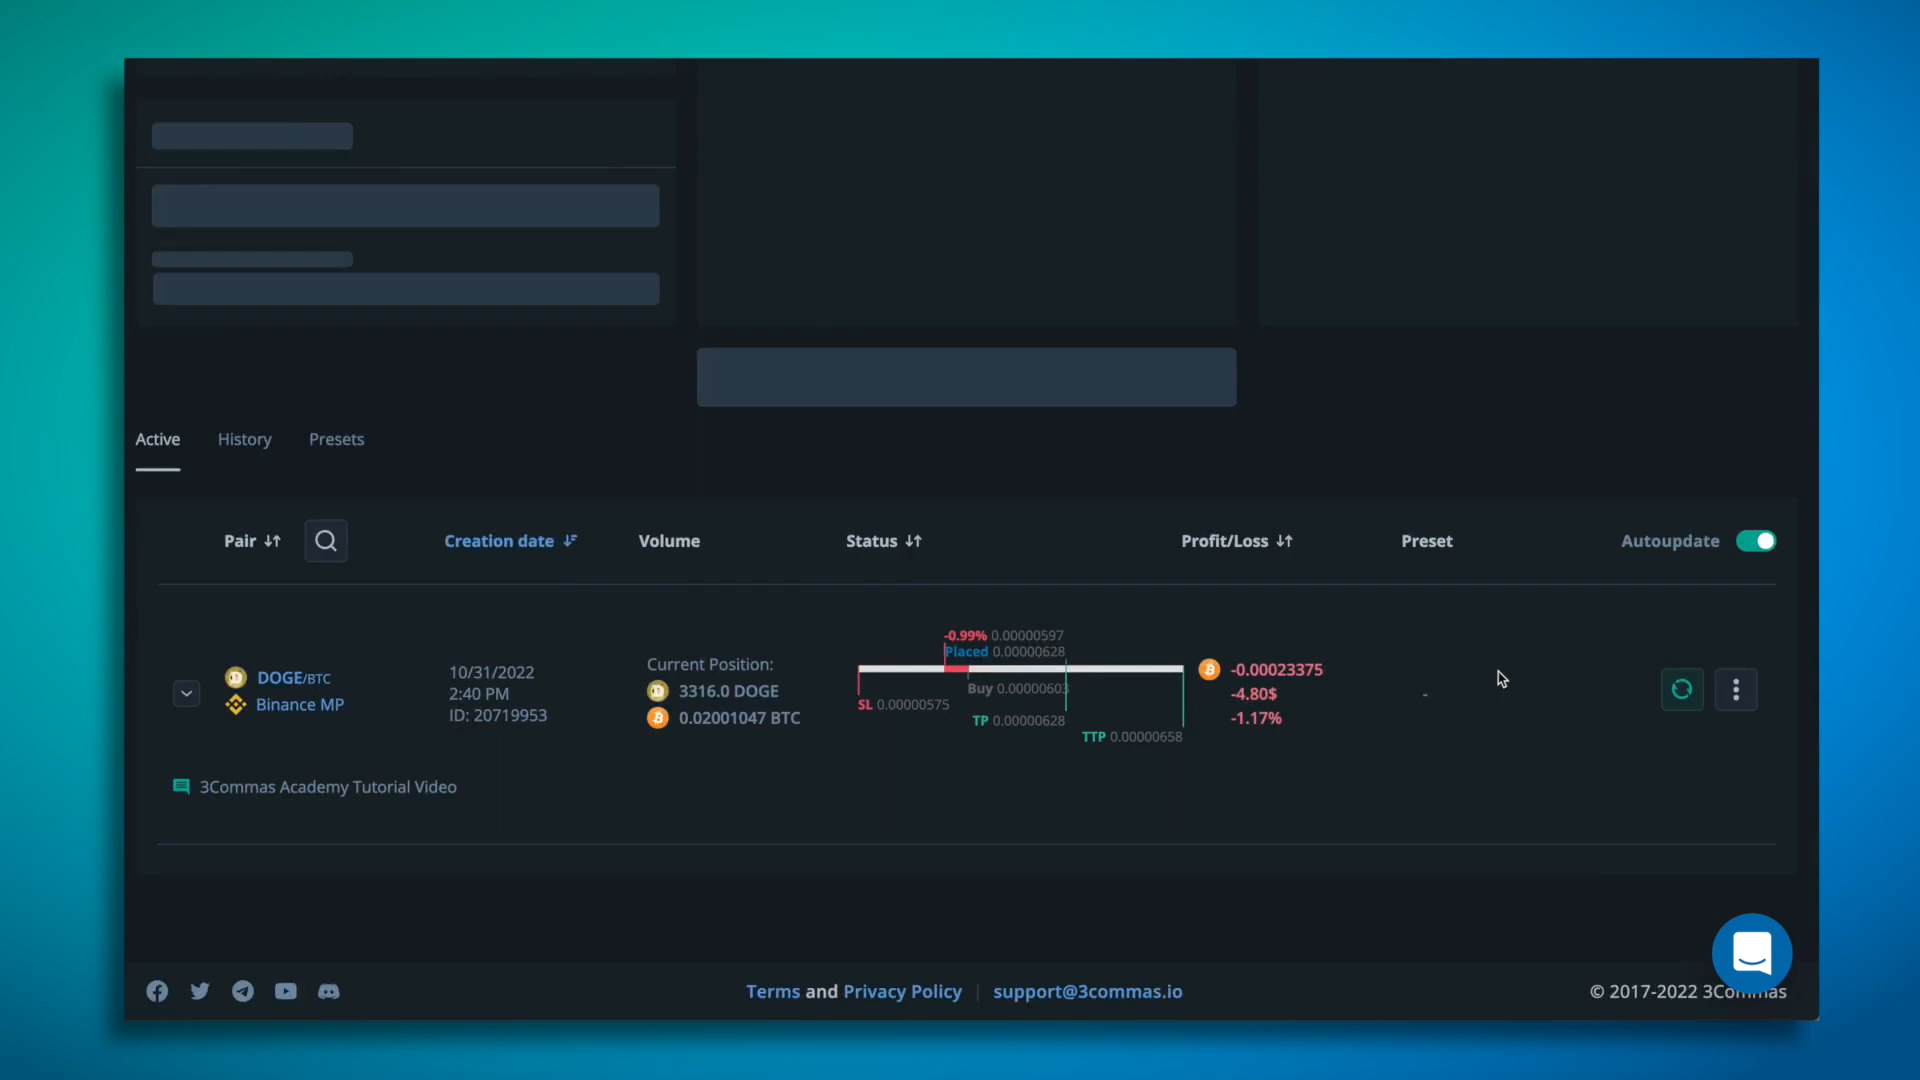 Active History Presets
Pair Creation date Volume Status Profit/Loss Preset Autoupdate
-0.99% 0.00000597
Placed 0.00000628
DOGE/BTC
Binance MP
10/31/2022
2:40 PM
ID: 20719953
Current Position:
3316.0 DOGE
0.02001047 BTC
Buy 0.00000603
SL 0.00000575
TP 0.00000628
TTP 0.00000658
-0.00023375
-4.80$
-1.17%
-
3Commas Academy Tutorial Video
Terms and Privacy Policy | support@3commas.io
© 2017-2022 3Commas